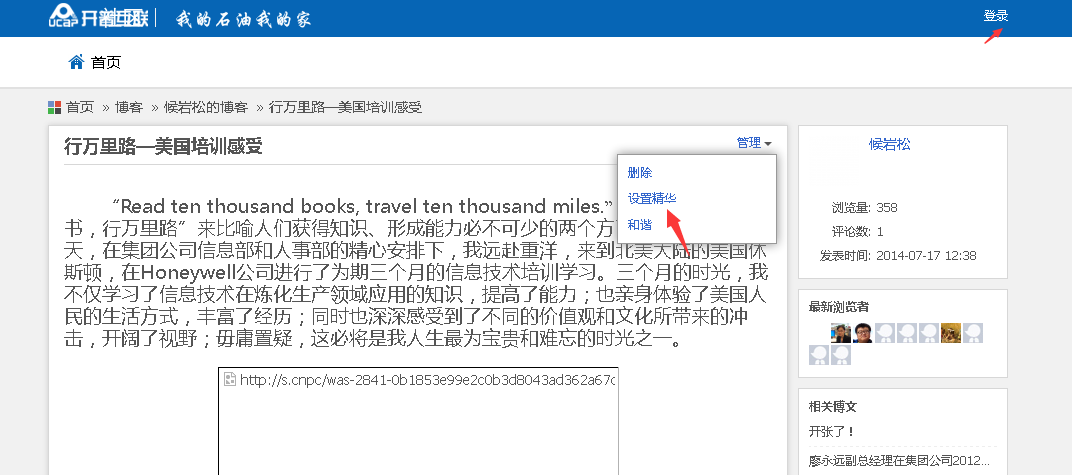 UCAP 开普互联 我的石油我的家
登录
首页
首页 » 博客 » 候岩松的博客 » 行万里路—美国培训感受
行万里路—美国培训感受
管理
删除
设置精华
和谐
“Read ten thousand books, travel ten thousand miles.”
书，行万里路”来比喻人们获得知识、形成能力必不可少的两个方
天，在集团公司信息部和人事部的精心安排下，我远赴重洋，来到北美大陆的美国休
斯顿，在Honeywell公司进行了为期三个月的信息技术培训学习。三个月的时光，我
不仅学习了信息技术在炼化生产领域应用的知识，提高了能力；也亲身体验了美国人
民的生活方式，丰富了经历；同时也深深感受到了不同的价值观和文化所带来的冲
击，开阔了视野；毋庸置疑，这必将是我人生最为宝贵和难忘的时光之一。
http://s.cnpc/was-2841-0b1853e99e2c0b3d8043ad362a67c
候岩松
浏览量: 358
评论数: 1
发表时间: 2014-07-17 12:38
最新浏览者
相关博文
开张了！
廖永远副总经理在集团公司2012...